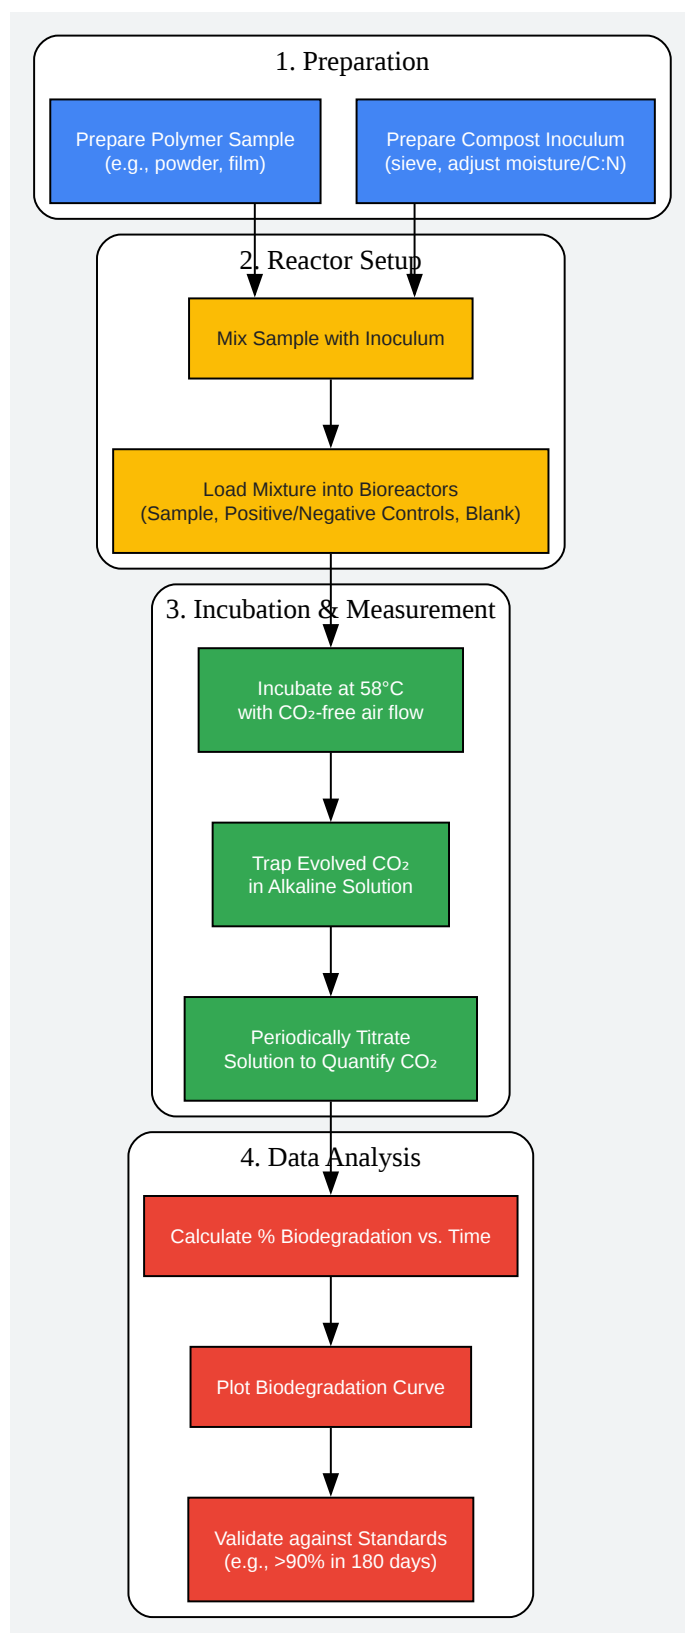 1. Preparation
Prepare Polymer Sample
(e.g., powder, film)
Prepare Compost Inoculum
(sieve, adjust moisture/C:N)
2. Reactor Setup
Mix Sample with Inoculum
Load Mixture into Bioreactors
(Sample, Positive/Negative Controls, Blank)
3. Incubation & Measurement
Incubate at 58°C
with CO₂-free air flow
Trap Evolved CO₂
in Alkaline Solution
Periodically Titrate
Solution to Quantify CO₂
4. Data Analysis
Calculate % Biodegradation vs. Time
Plot Biodegradation Curve
Validate against Standards
(e.g., >90% in 180 days)